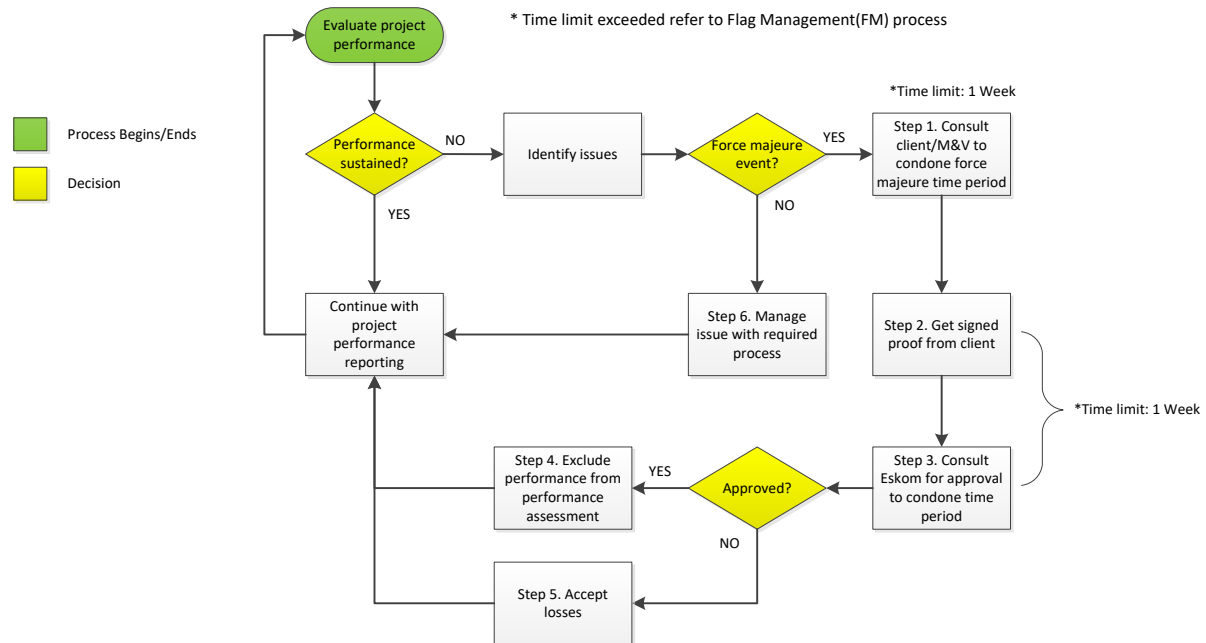 Evaluate project
performance
* Time limit exceeded refer to Flag Management(FM) process
*Time limit: 1 Week
Process Begins/Ends
Decision
Performance
sustained?
NO
Identify issues
Force majeure
event?
YES
Step 1. Consult
client/M&V to
condone force
majeure time period
YES
NO
Continue with
project
performance
reporting
Step 6. Manage
issue with required
process
Step 2. Get signed
proof from client
*Time limit: 1 Week
Step 4. Exclude
performance from
performance
assessment
YES
Approved?
Step 3. Consult
Eskom for approval
to condone time
period
NO
Step 5. Accept
losses